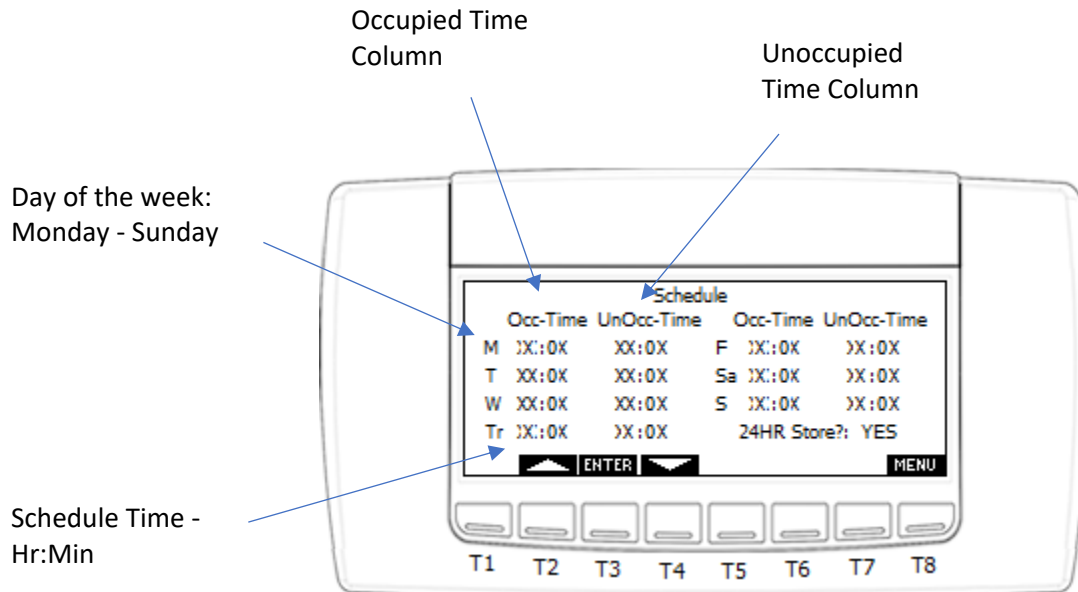 Occupied Time
Column
Unoccupied
Time Column
Day of the week:
Monday - Sunday
Schedule
Occ-Time UnOcc-Time Occ-Time UnOcc-Time
M XX:0X XX:0X F XX:0X XX:0X
T XX:0X XX:0X Sa XX:0X XX:0X
W XX:0X XX:0X S XX:0X XX:0X
Tr XX:0X XX:0X 24HR Store?: YES
ENTER MENU
Schedule Time -
Hr:Min
T1 T2 T3 T4 T5 T6 T7 T8